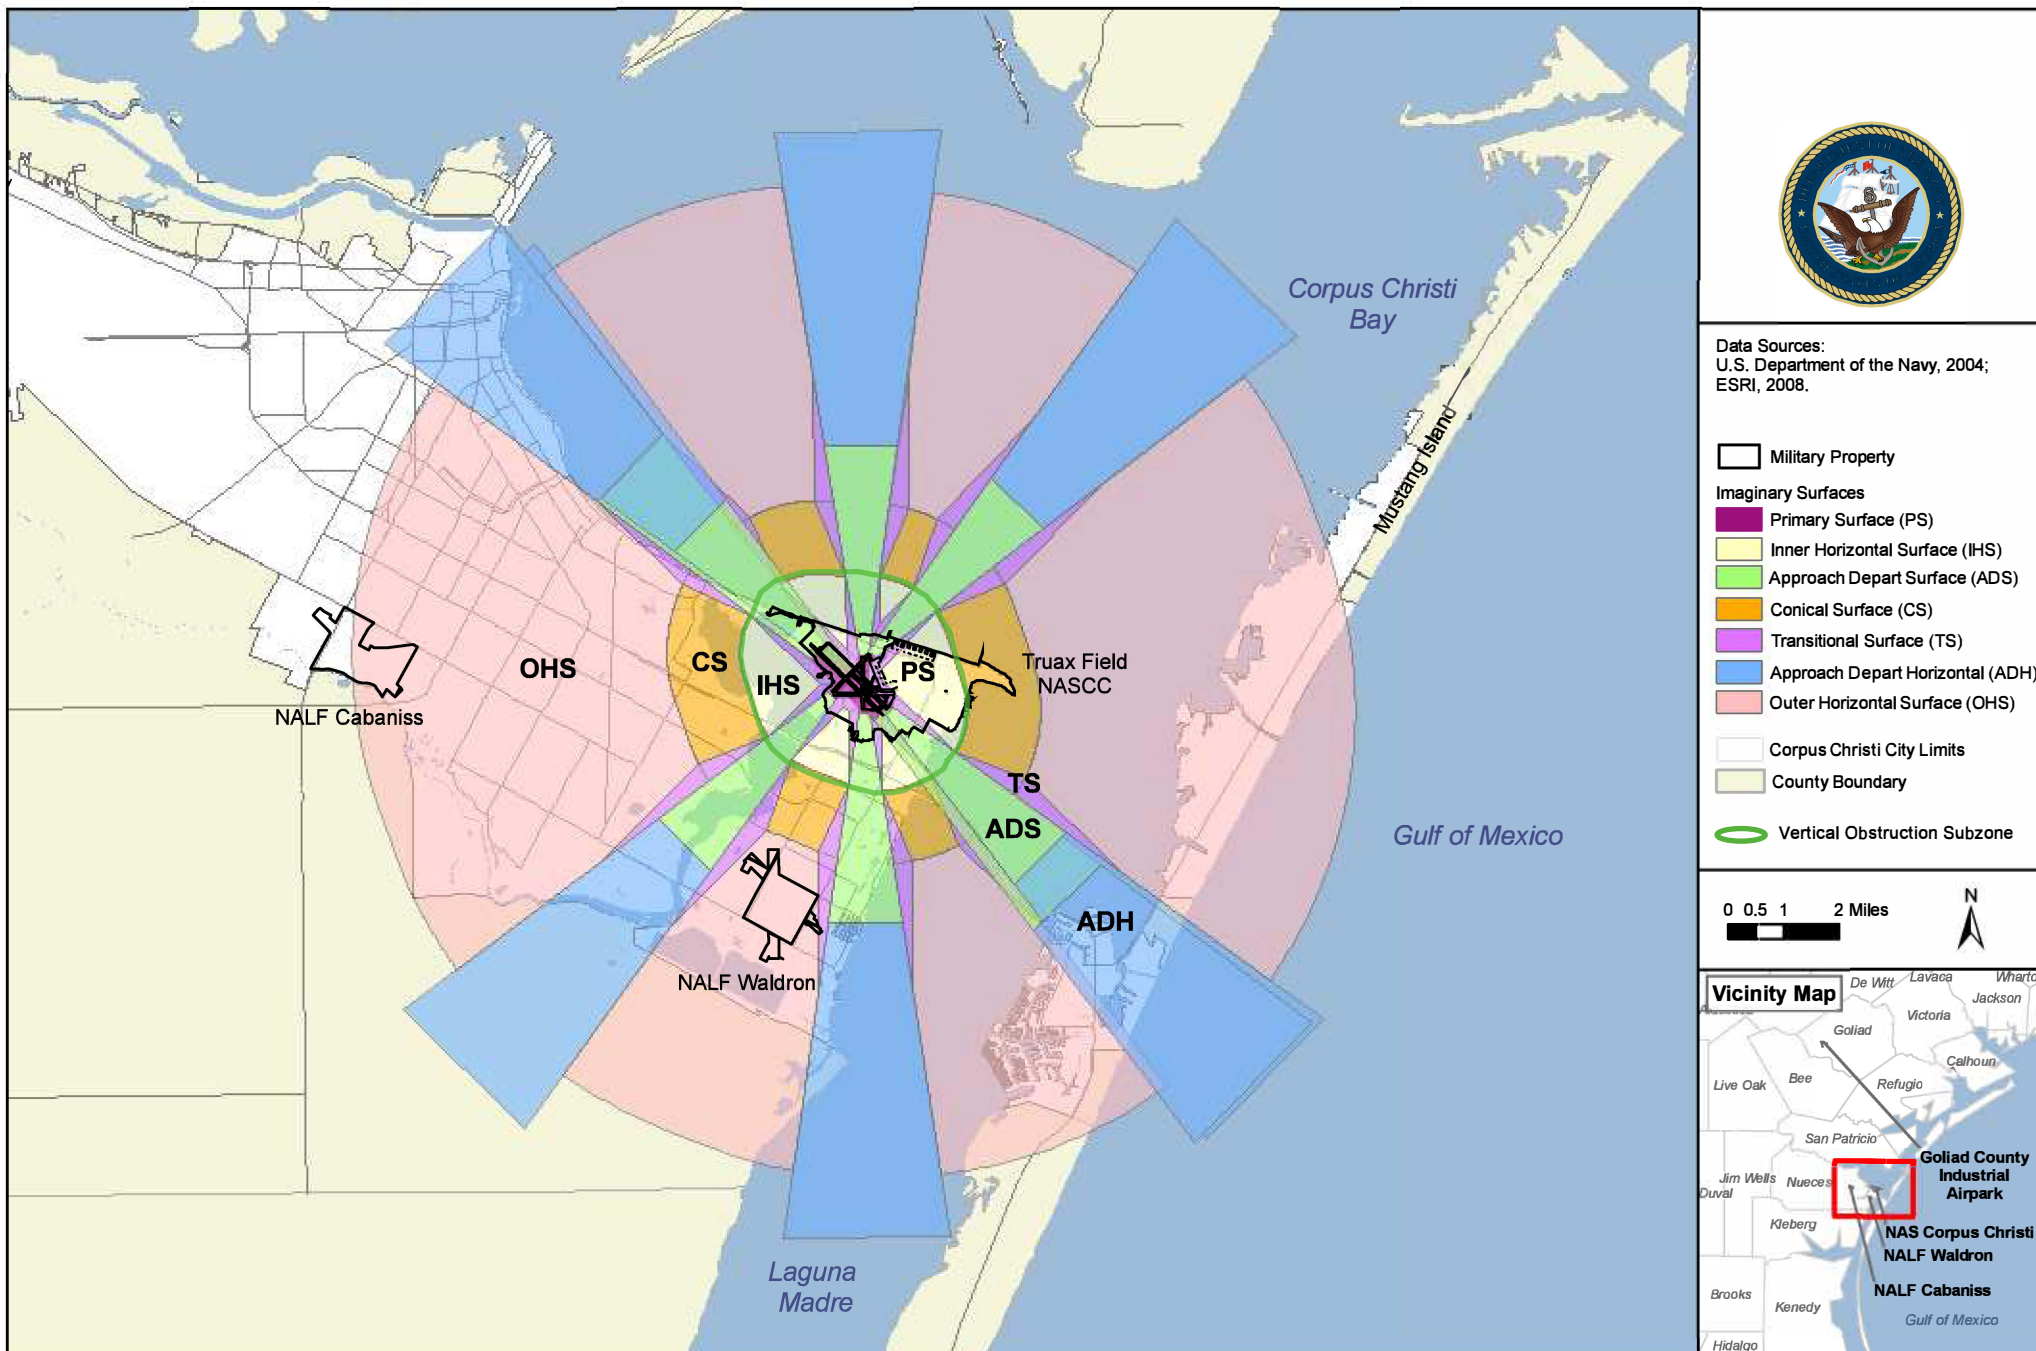 Corpus Christi
Bay
Mustang Island
Gulf of Mexico
Truax Field
NASCC
OHS
CS
IHS
PS
TS
ADS
ADH
NALF Cabaniss
NALF Waldron
Laguna
Madre
Data Sources:
U.S. Department of the Navy, 2004;
ESRI, 2008.
Military Property
Imaginary Surfaces
Primary Surface (PS)
Inner Horizontal Surface (IHS)
Approach Depart Surface (ADS)
Conical Surface (CS)
Transitional Surface (TS)
Approach Depart Horizontal (ADH)
Outer Horizontal Surface (OHS)
Corpus Christi City Limits
County Boundary
Vertical Obstruction Subzone
0 0.5 1 2 Miles
N
Vicinity Map
De Witt
Lavaca
Jackson
Victoria
Goliad
Calhoun
Live Oak
Bee
Refugio
San Patricio
Goliad County
Industrial
Airpark
Jim Wells
Nueces
Duval
Kleberg
NAS Corpus Christi
NALF Waldron
NALF Cabaniss
Brooks
Kenedy
Gulf of Mexico
Hidalgo